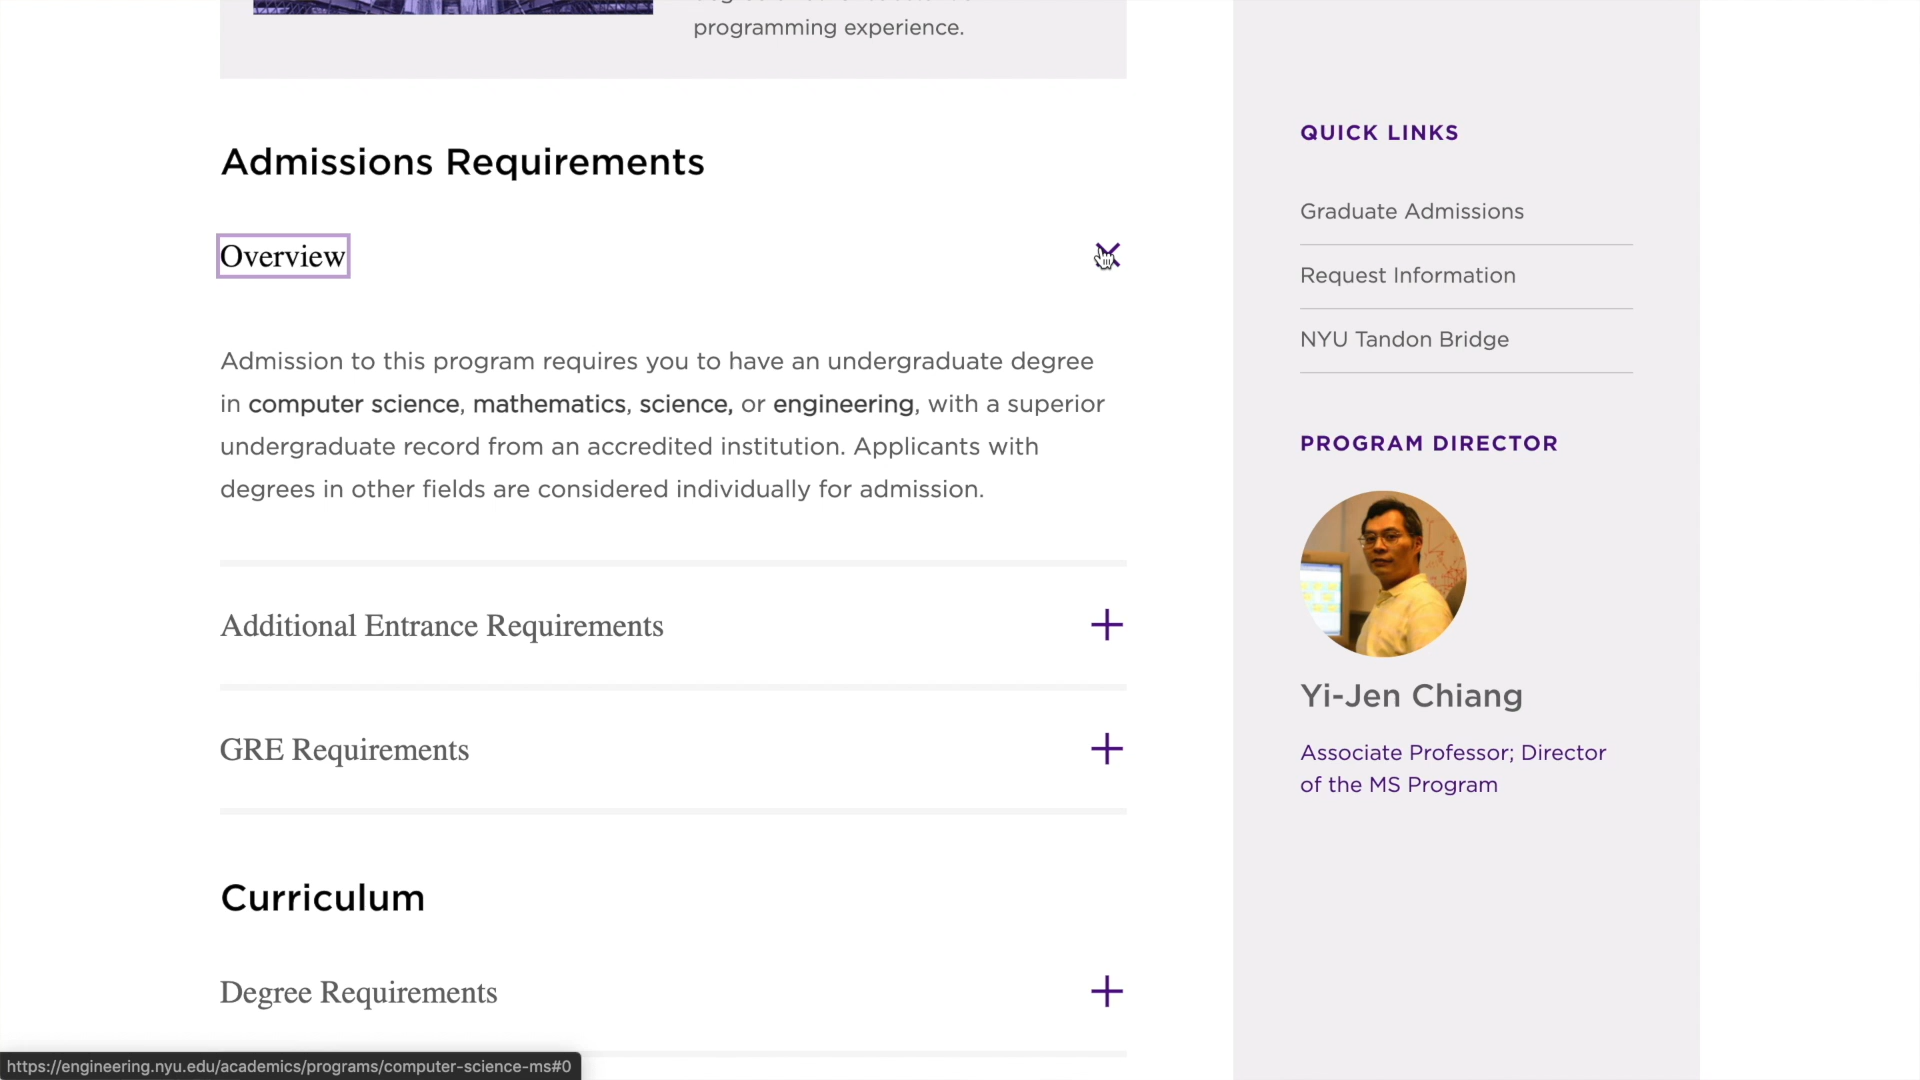 programming experience.
Admissions Requirements
Overview
Admission to this program requires you to have an undergraduate degree
in computer science, mathematics, science, or engineering, with a superior
undergraduate record from an accredited institution. Applicants with
degrees in other fields are considered individually for admission.
Additional Entrance Requirements
GRE Requirements
Curriculum
Degree Requirements
QUICK LINKS
Graduate Admissions
Request Information
NYU Tandon Bridge
PROGRAM DIRECTOR
Yi-Jen Chiang
Associate Professor; Director
of the MS Program
https://engineering.nyu.edu/academics/programs/computer-science-ms#0